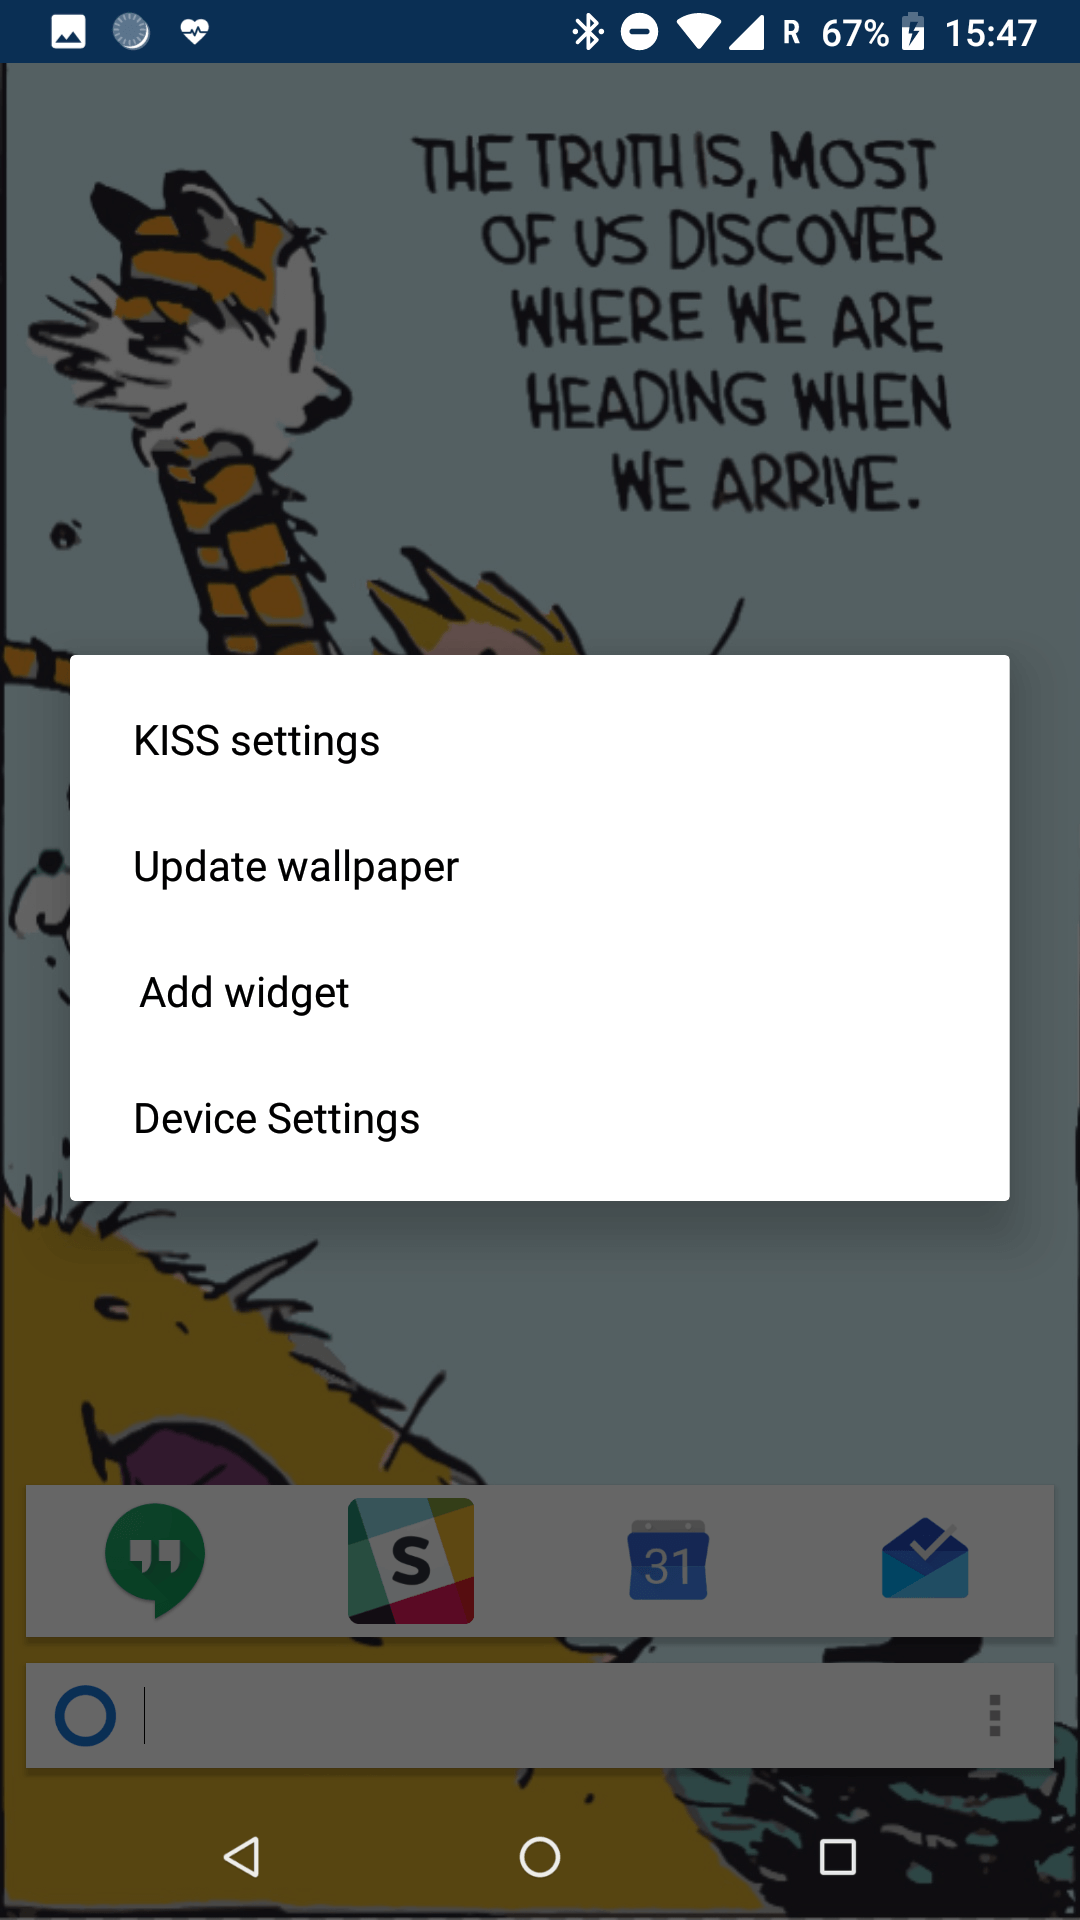 R 67% 15:47
THE TRUTH IS, MOST
OF US DISCOVER
WHERE WE ARE
HEADING WHEN
WE ARRIVE.
KISS settings
Update wallpaper
Add widget
Device Settings
S
31